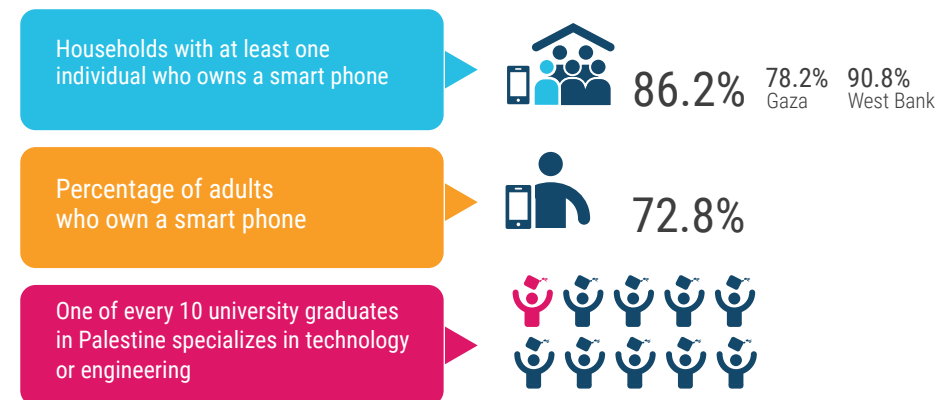 Households with at least one
individual who owns a smart phone
86.2%
78.2%
Gaza
90.8%
West Bank
Percentage of adults
who own a smart phone
72.8%
One of every 10 university graduates
in Palestine specializes in technology
or engineering